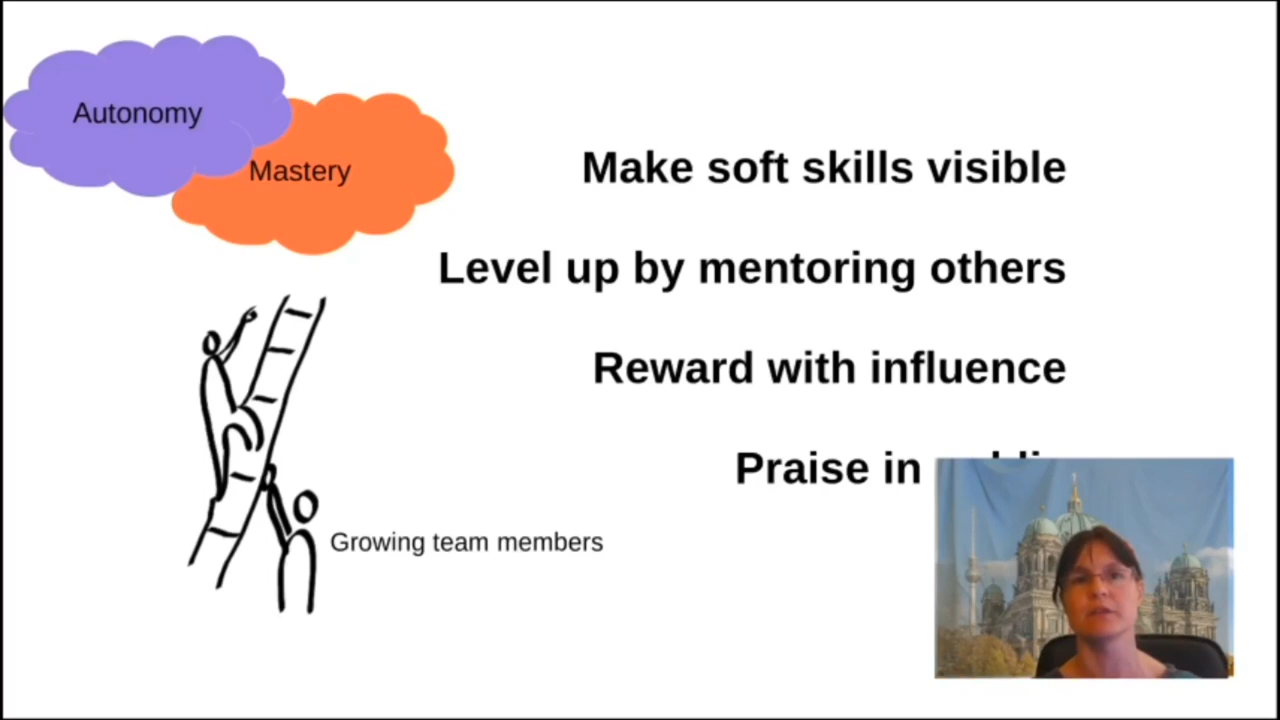 Autonomy
Mastery
Make soft skills visible
Level up by mentoring others
Reward with influence
Praise in
Growing team members